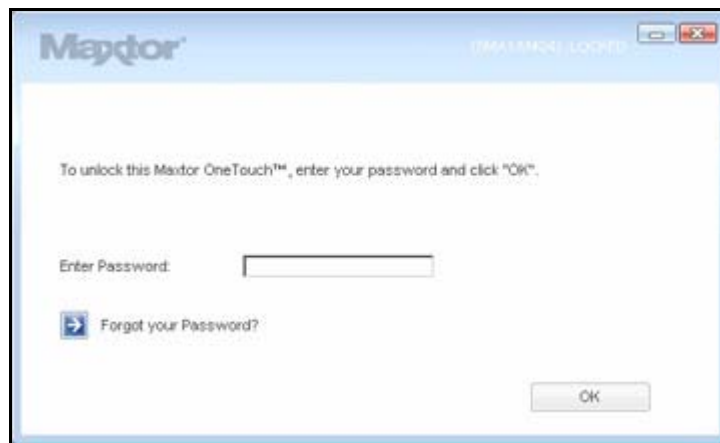 Maxtor
To unlock this Maxtor OneTouch™, enter your password and click "OK".
Enter Password:
Forgot your Password?
OK